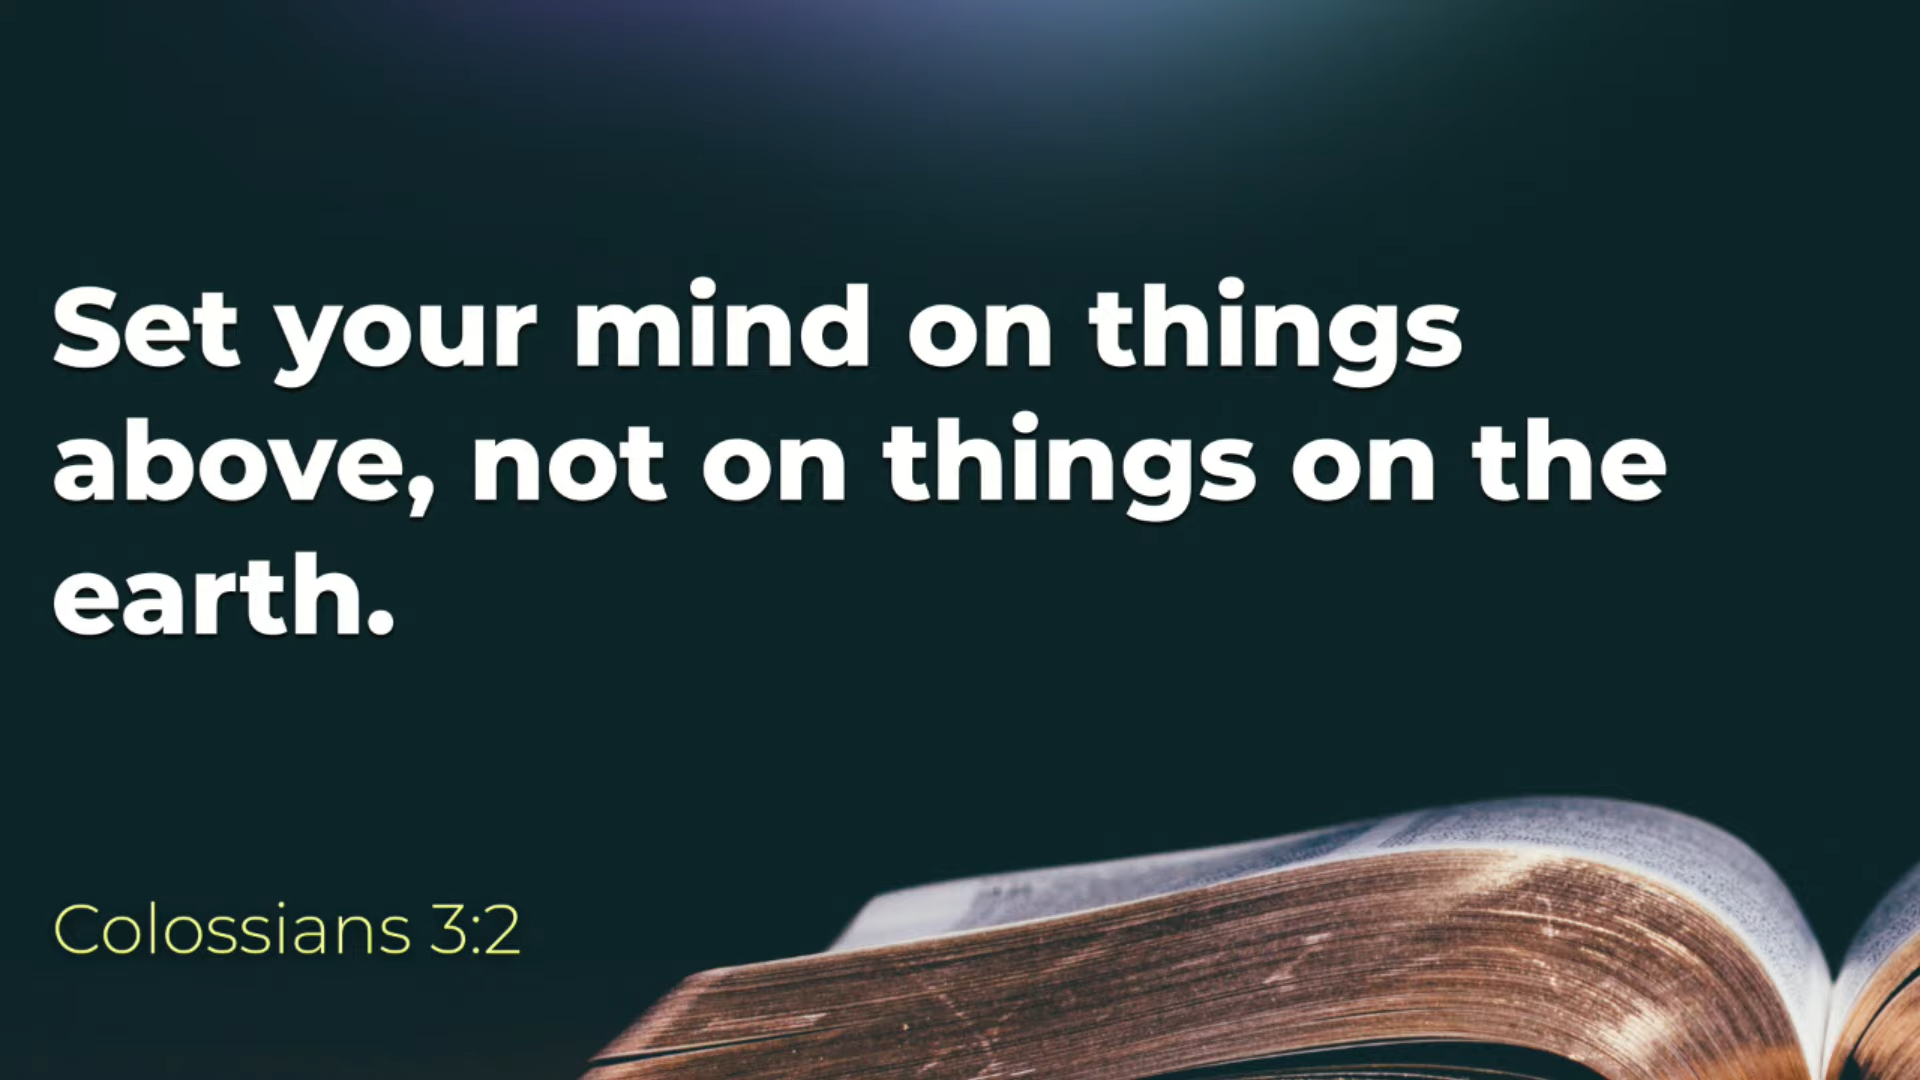 Set your mind on things
above, not on things on the
earth.
Colossians 3:2